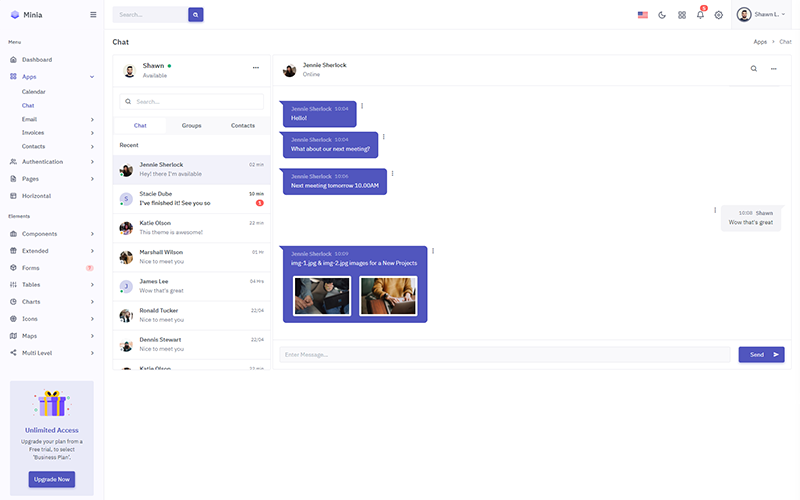 Minia
Search...
5
Shawn L.
Menu
Dashboard
Apps
Calendar
Chat
Email
Invoices
Contacts
Authentication
Pages
Horizontal
Elements
Components
Extended
Forms
7
Tables
Charts
Icons
Maps
Multi Level
Unlimited Access
Upgrade your plan from a
Free trial, to select
'Business Plan'.
Upgrade Now
Chat
Apps > Chat
Shawn
Available
Search...
Chat Groups Contacts
Recent
Jennie Sherlock 02 min
Hey! there I'm available
S Stacie Dube 10 min
I've finished it! See you so 1
Katie Olson 22 min
This theme is awesome!
Marshall Wilson 01 Hr
Nice to meet you
J James Lee 04 Hrs
Wow that's great
Ronald Tucker 22/04
Nice to meet you
Dennis Stewart 22/04
Nice to meet you
Katie Olson 22 min
Jennie Sherlock
Online
Jennie Sherlock 10:04
Hello!
Jennie Sherlock 10:04
What about our next meeting?
Jennie Sherlock 10:06
Next meeting tomorrow 10.00AM
10:08 Shawn
Wow that's great
Jennie Sherlock 10:09
img-1.jpg & img-2.jpg images for a New Projects
Enter Message...
Send